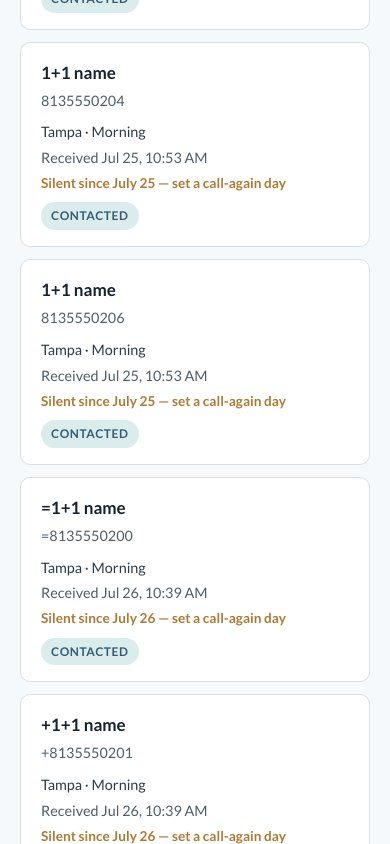 CONTACTED
1+1 name
8135550204
Tampa · Morning
Received Jul 25, 10:53 AM
Silent since July 25 — set a call-again day
CONTACTED
1+1 name
8135550206
Tampa · Morning
Received Jul 25, 10:53 AM
Silent since July 25 — set a call-again day
CONTACTED
=1+1 name
=8135550200
Tampa · Morning
Received Jul 26, 10:39 AM
Silent since July 26 — set a call-again day
CONTACTED
+1+1 name
+8135550201
Tampa · Morning
Received Jul 26, 10:39 AM
Silent since July 26 — set a call-again day